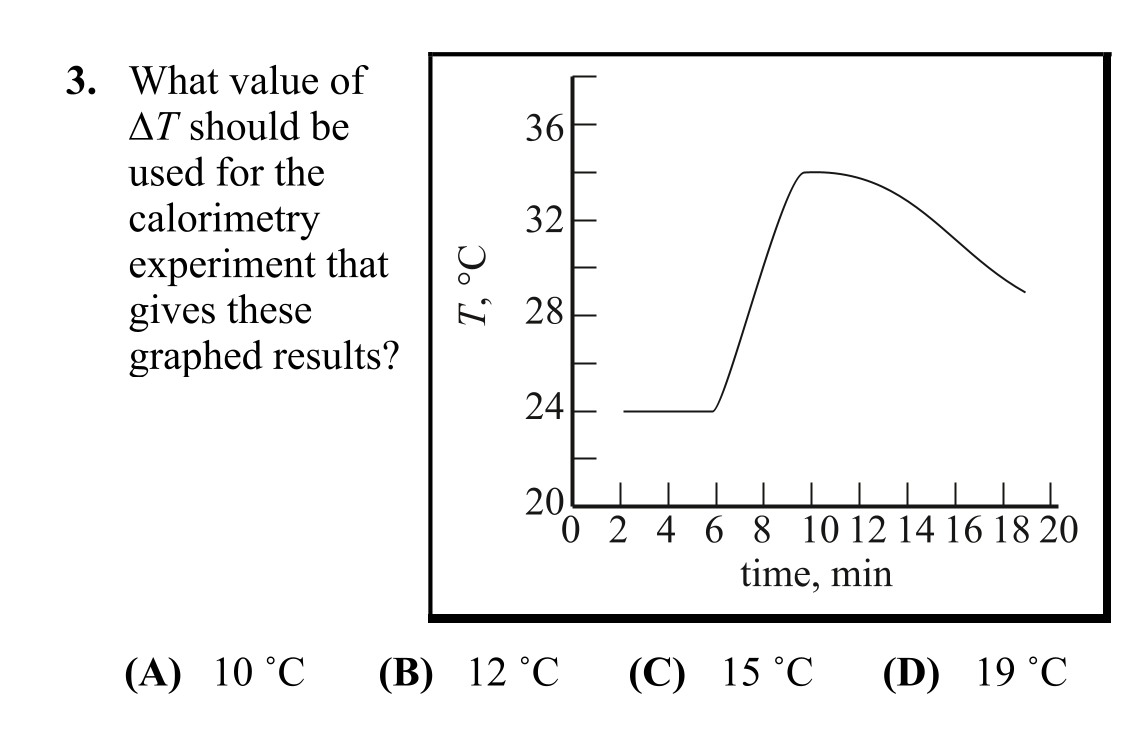 3. What value of
ΔT should be
used for the
calorimetry
experiment that
gives these
graphed results?
T, °C
36
32
28
24
20
0 2 4 6 8 10 12 14 16 18 20
time, min
(A) 10 °C (B) 12 °C (C) 15 °C (D) 19 °C